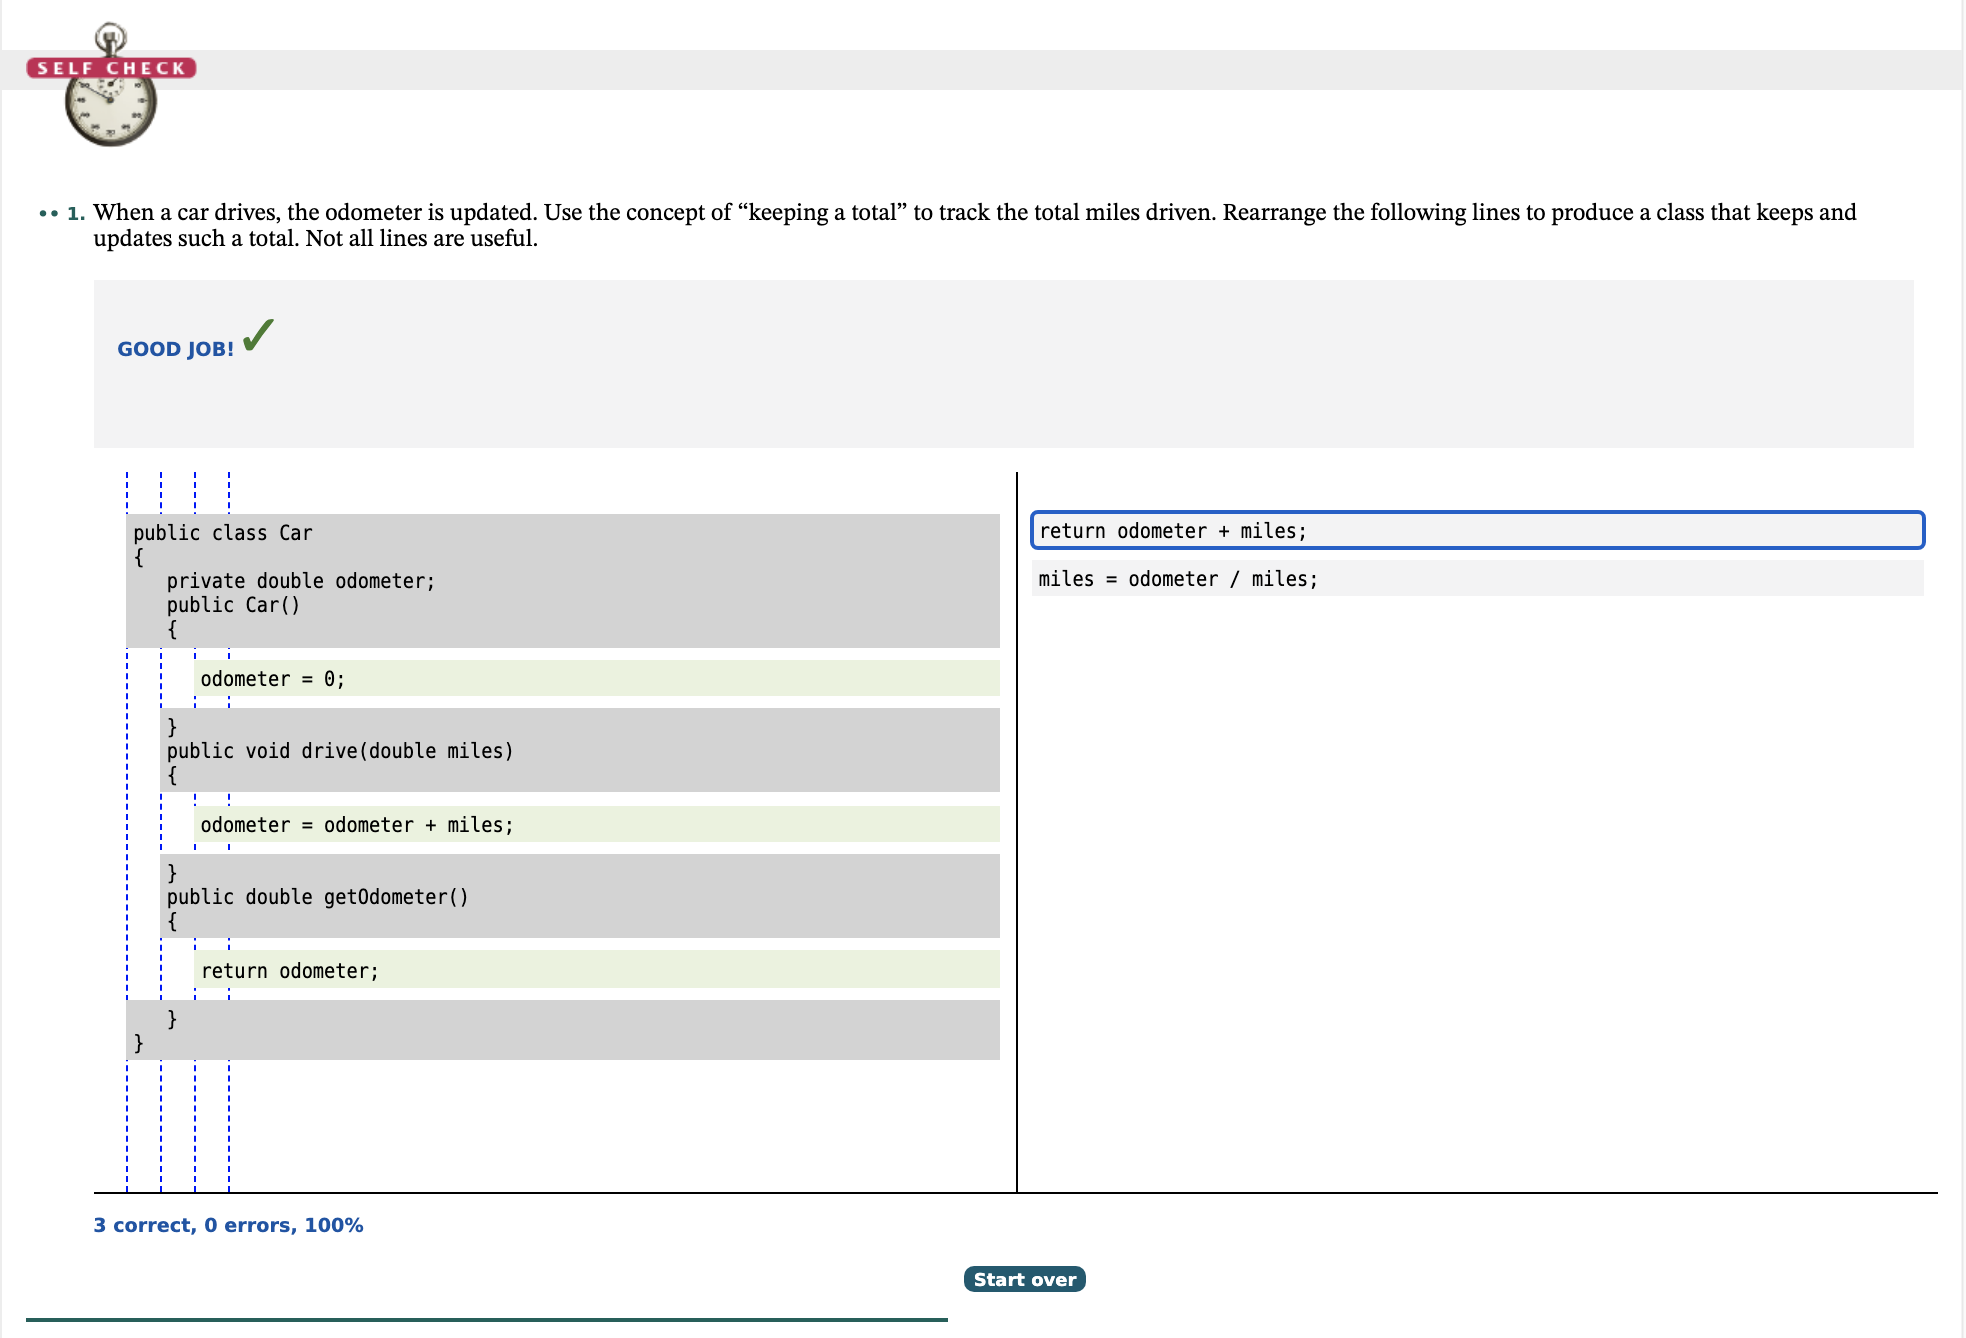 SELF CHECK
•• 1. When a car drives, the odometer is updated. Use the concept of “keeping a total” to track the total miles driven. Rearrange the following lines to produce a class that keeps and
updates such a total. Not all lines are useful.
GOOD JOB!
public class Car
{
private double odometer;
public Car()
{
odometer = 0;
}
public void drive(double miles)
{
odometer = odometer + miles;
}
public double getOdometer()
{
return odometer;
}
}
return odometer + miles;
miles = odometer / miles;
3 correct, 0 errors, 100%
Start over